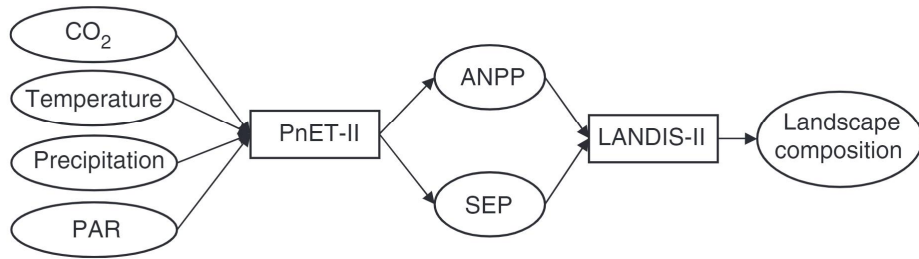 CO₂
Temperature
Precipitation
PAR
PnET-II
ANPP
SEP
LANDIS-II
Landscape
composition